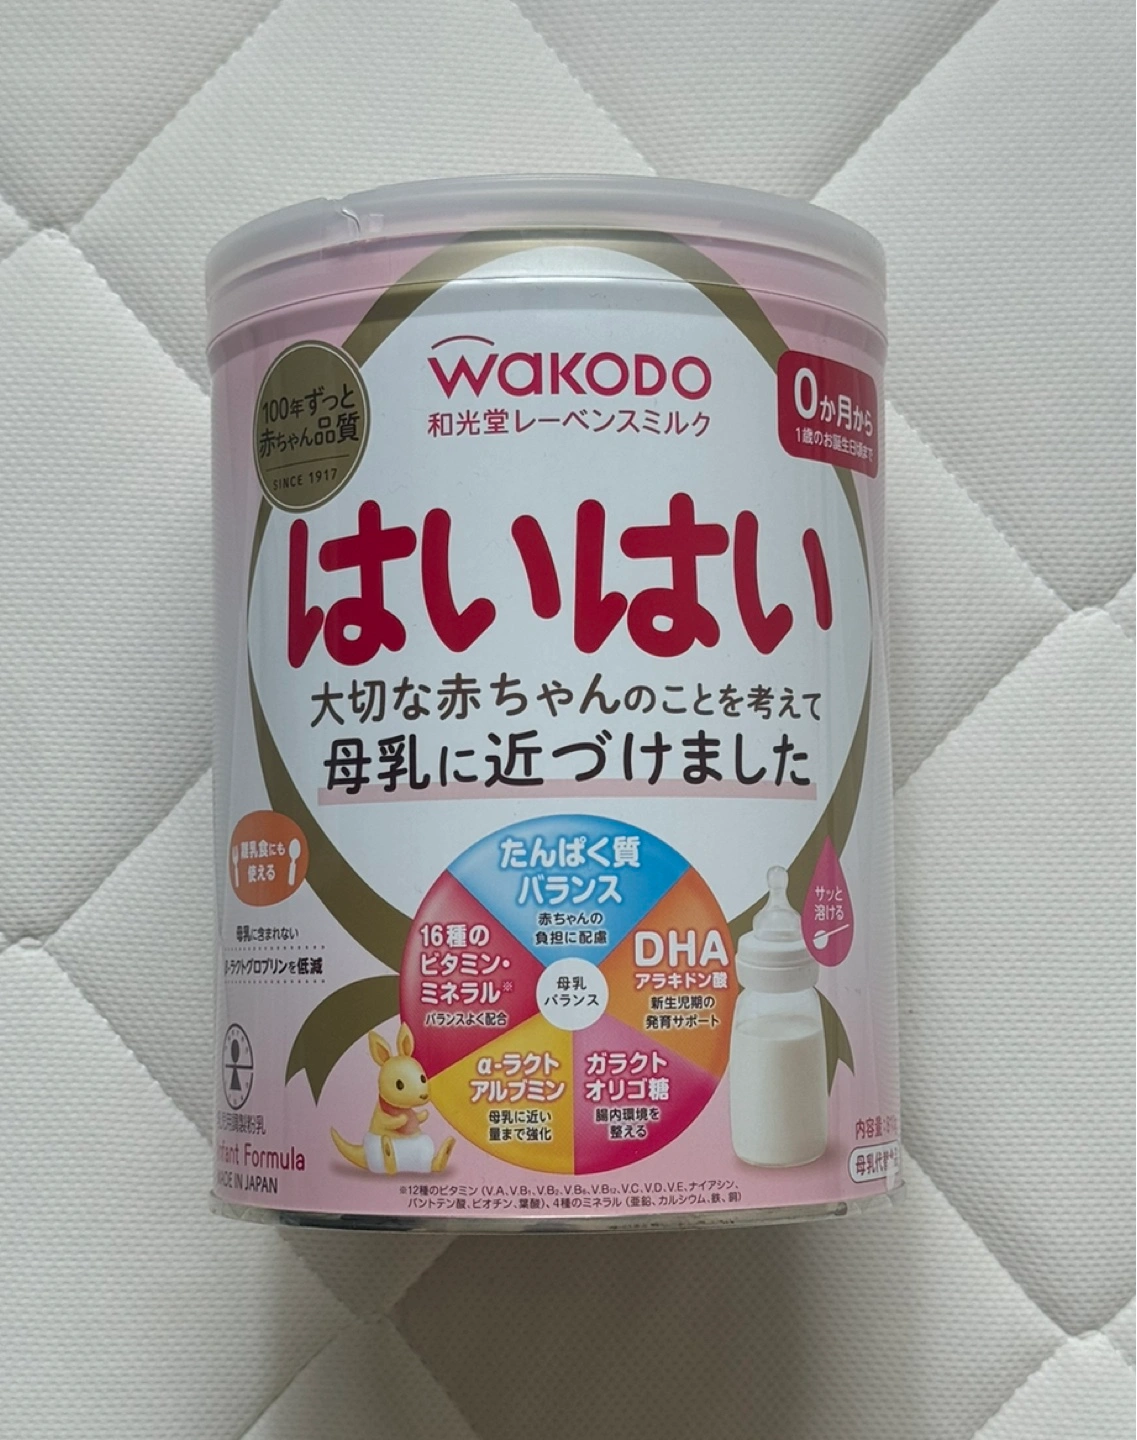 WAKODO
和光堂レーベンスミルク
100年ずっと
赤ちゃん品質
SINCE 1917
0か月から
1歳のお誕生日頃まで
はいはい
大切な赤ちゃんのことを考えて
母乳に近づけました
離乳食にも
使える
母乳に含まれない
β-ラクトグロブリンを低減
たんぱく質
バランス
赤ちゃんの
負担に配慮
16種の
ビタミン・
ミネラル※
バランスよく配合
DHA
アラキドン酸
新生児期の
発育サポート
母乳
バランス
α-ラクト
アルブミン
母乳に近い
量まで強化
ガラクト
オリゴ糖
腸内環境を
整える
サッと
溶ける
Infant Formula
MADE IN JAPAN
内容量:810g
母乳代替食品
※12種のビタミン（V.A、V.B₁、V.B₂、V.B₆、V.B₁₂、V.C、V.D、V.E、ナイアシン、
パントテン酸、ビオチン、葉酸）、4種のミネラル（亜鉛、カルシウム、鉄、銅）